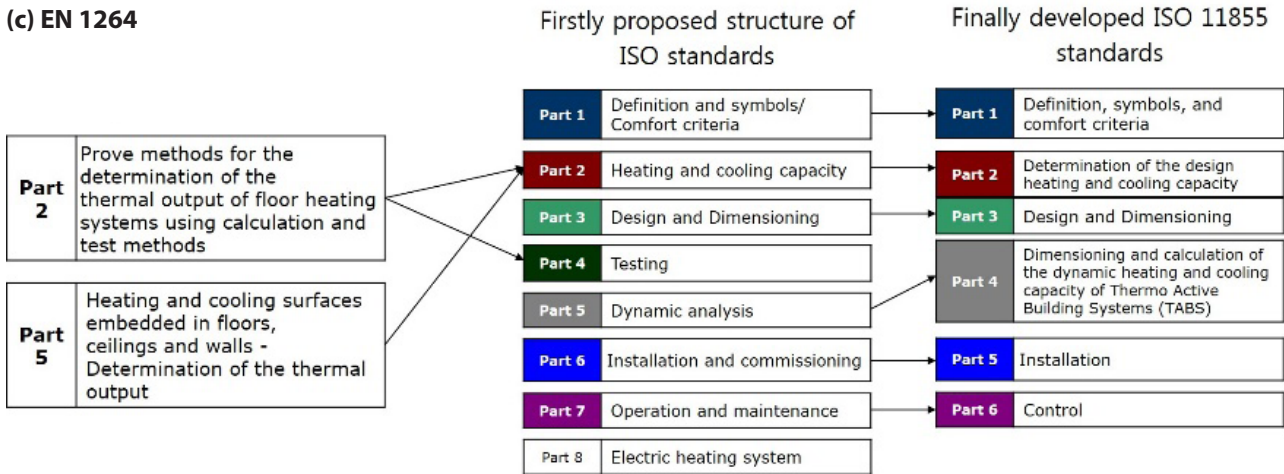 (c) EN 1264
Firstly proposed structure of
ISO standards
Finally developed ISO 11855
standards
Part
2
Prove methods for the
determination of the
thermal output of floor heating
systems using calculation and
test methods
Part
5
Heating and cooling surfaces
embedded in floors,
ceilings and walls -
Determination of the thermal
output
Part 1
Definition and symbols/
Comfort criteria
Part 2
Heating and cooling capacity
Part 3
Design and Dimensioning
Part 4
Testing
Part 5
Dynamic analysis
Part 6
Installation and commissioning
Part 7
Operation and maintenance
Part 8
Electric heating system
Part 1
Definition, symbols, and
comfort criteria
Part 2
Determination of the design
heating and cooling capacity
Part 3
Design and Dimensioning
Part 4
Dimensioning and calculation of
the dynamic heating and cooling
capacity of Thermo Active
Building Systems (TABS)
Part 5
Installation
Part 6
Control